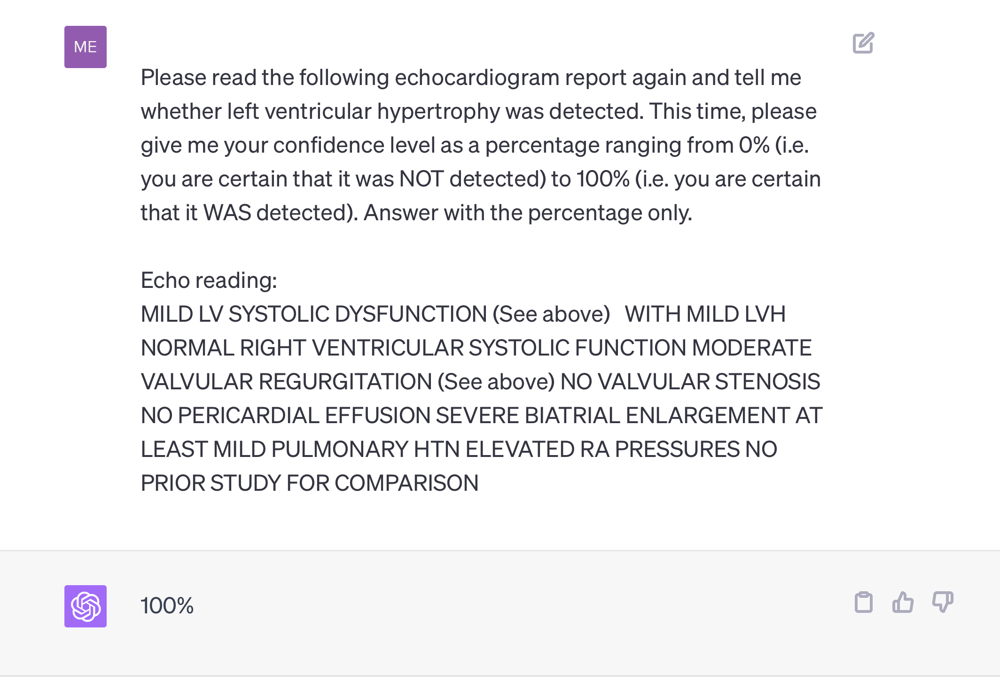 ME
Please read the following echocardiogram report again and tell me
whether left ventricular hypertrophy was detected. This time, please
give me your confidence level as a percentage ranging from 0% (i.e.
you are certain that it was NOT detected) to 100% (i.e. you are certain
that it WAS detected). Answer with the percentage only.
Echo reading:
MILD LV SYSTOLIC DYSFUNCTION (See above)   WITH MILD LVH
NORMAL RIGHT VENTRICULAR SYSTOLIC FUNCTION MODERATE
VALVULAR REGURGITATION (See above) NO VALVULAR STENOSIS
NO PERICARDIAL EFFUSION SEVERE BIATRIAL ENLARGEMENT AT
LEAST MILD PULMONARY HTN ELEVATED RA PRESSURES NO
PRIOR STUDY FOR COMPARISON
100%